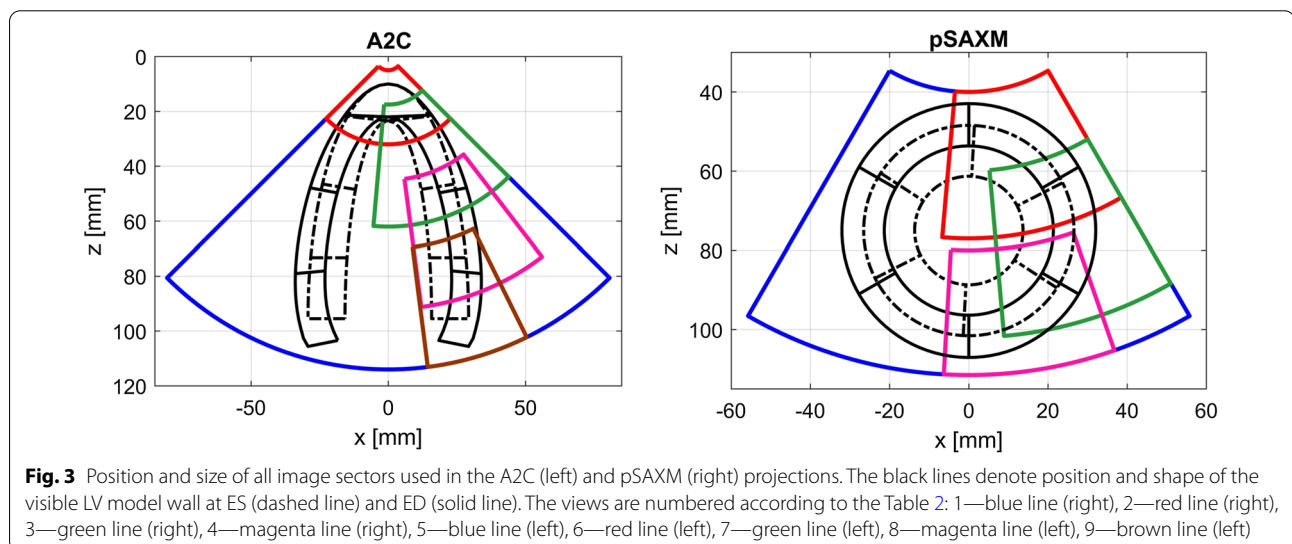 A2C
0
20
40
60
80
100
120
z [mm]
-50
0
50
x [mm]
pSAXM
40
60
80
100
z [mm]
-60
-40
-20
0
20
40
60
x [mm]
Fig. 3 Position and size of all image sectors used in the A2C (left) and pSAXM (right) projections. The black lines denote position and shape of the
visible LV model wall at ES (dashed line) and ED (solid line). The views are numbered according to the Table 2: 1—blue line (right), 2—red line (right),
3—green line (right), 4—magenta line (right), 5—blue line (left), 6—red line (left), 7—green line (left), 8—magenta line (left), 9—brown line (left)